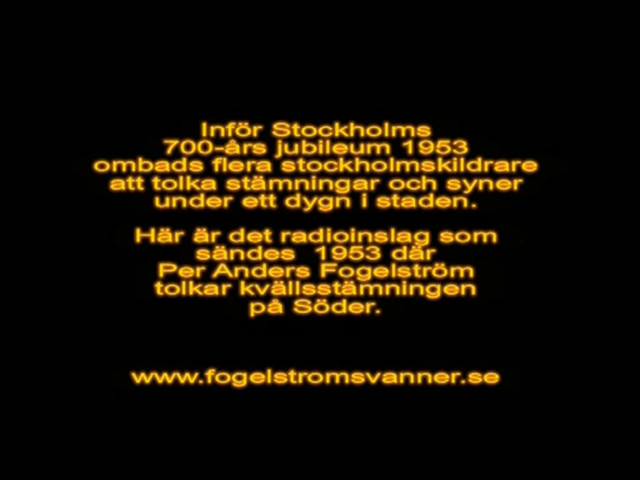 Inför Stockholms
700-års jubileum 1953
ombads flera stockholmskildrare
att tolka stämningar och syner
under ett dygn i staden.
Här är det radioinslag som
sändes 1953 där
Per Anders Fogelström
tolkar kvällsstämningen
på Söder.
www.fogelstromsvanner.se